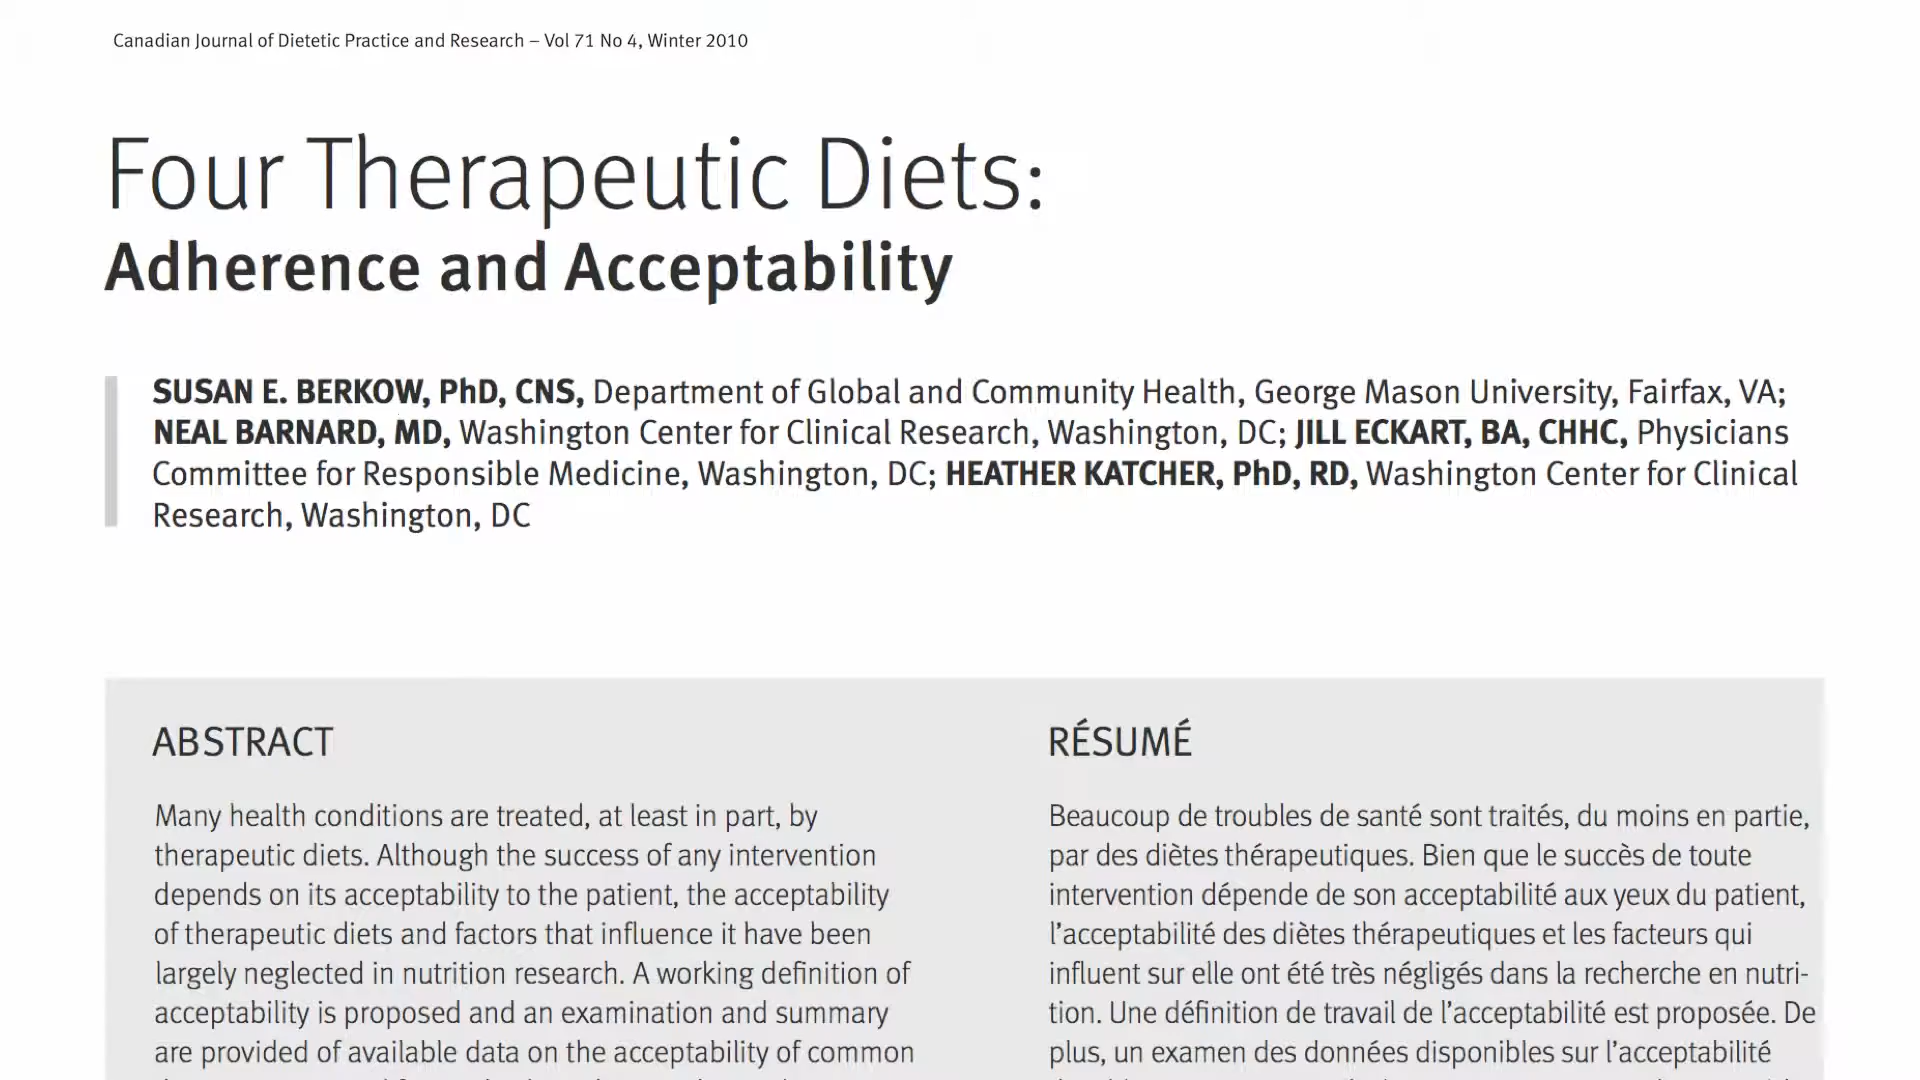 Canadian Journal of Dietetic Practice and Research – Vol 71 No 4, Winter 2010
Four Therapeutic Diets:
Adherence and Acceptability
SUSAN E. BERKOW, PhD, CNS, Department of Global and Community Health, George Mason University, Fairfax, VA;
NEAL BARNARD, MD, Washington Center for Clinical Research, Washington, DC; JILL ECKART, BA, CHHC, Physicians
Committee for Responsible Medicine, Washington, DC; HEATHER KATCHER, PhD, RD, Washington Center for Clinical
Research, Washington, DC
ABSTRACT
Many health conditions are treated, at least in part, by
therapeutic diets. Although the success of any intervention
depends on its acceptability to the patient, the acceptability
of therapeutic diets and factors that influence it have been
largely neglected in nutrition research. A working definition of
acceptability is proposed and an examination and summary
are provided of available data on the acceptability of common
RÉSUMÉ
Beaucoup de troubles de santé sont traités, du moins en partie,
par des diètes thérapeutiques. Bien que le succès de toute
intervention dépende de son acceptabilité aux yeux du patient,
l’acceptabilité des diètes thérapeutiques et les facteurs qui
influent sur elle ont été très négligés dans la recherche en nutri-
tion. Une définition de travail de l’acceptabilité est proposée. De
plus, un examen des données disponibles sur l’acceptabilité